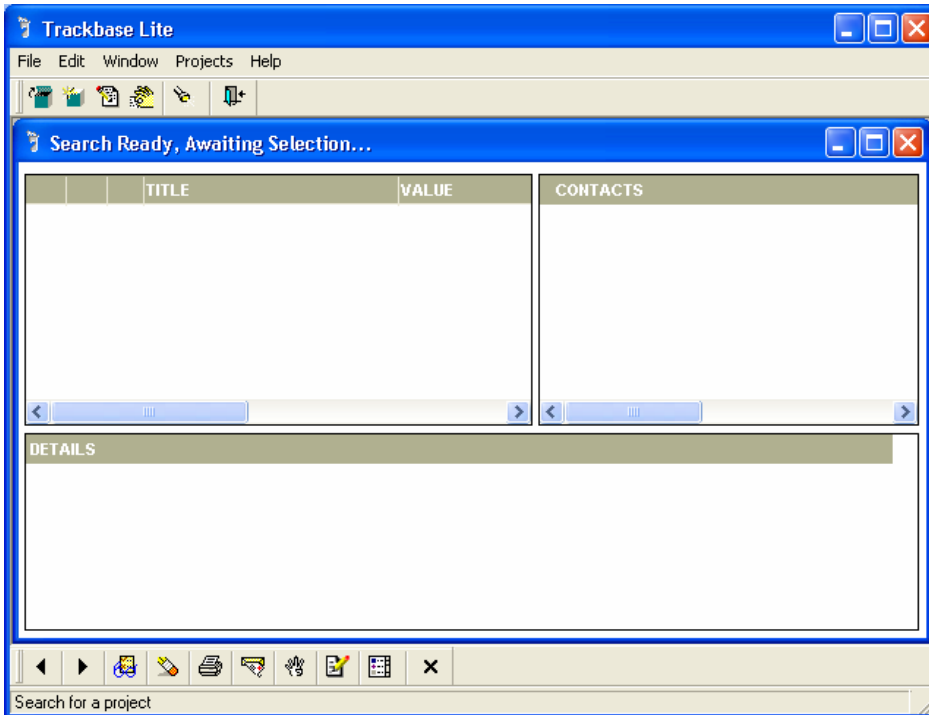 Trackbase Lite
File Edit Window Projects Help
Search Ready, Awaiting Selection...
TITLE VALUE CONTACTS
DETAILS
Search for a project